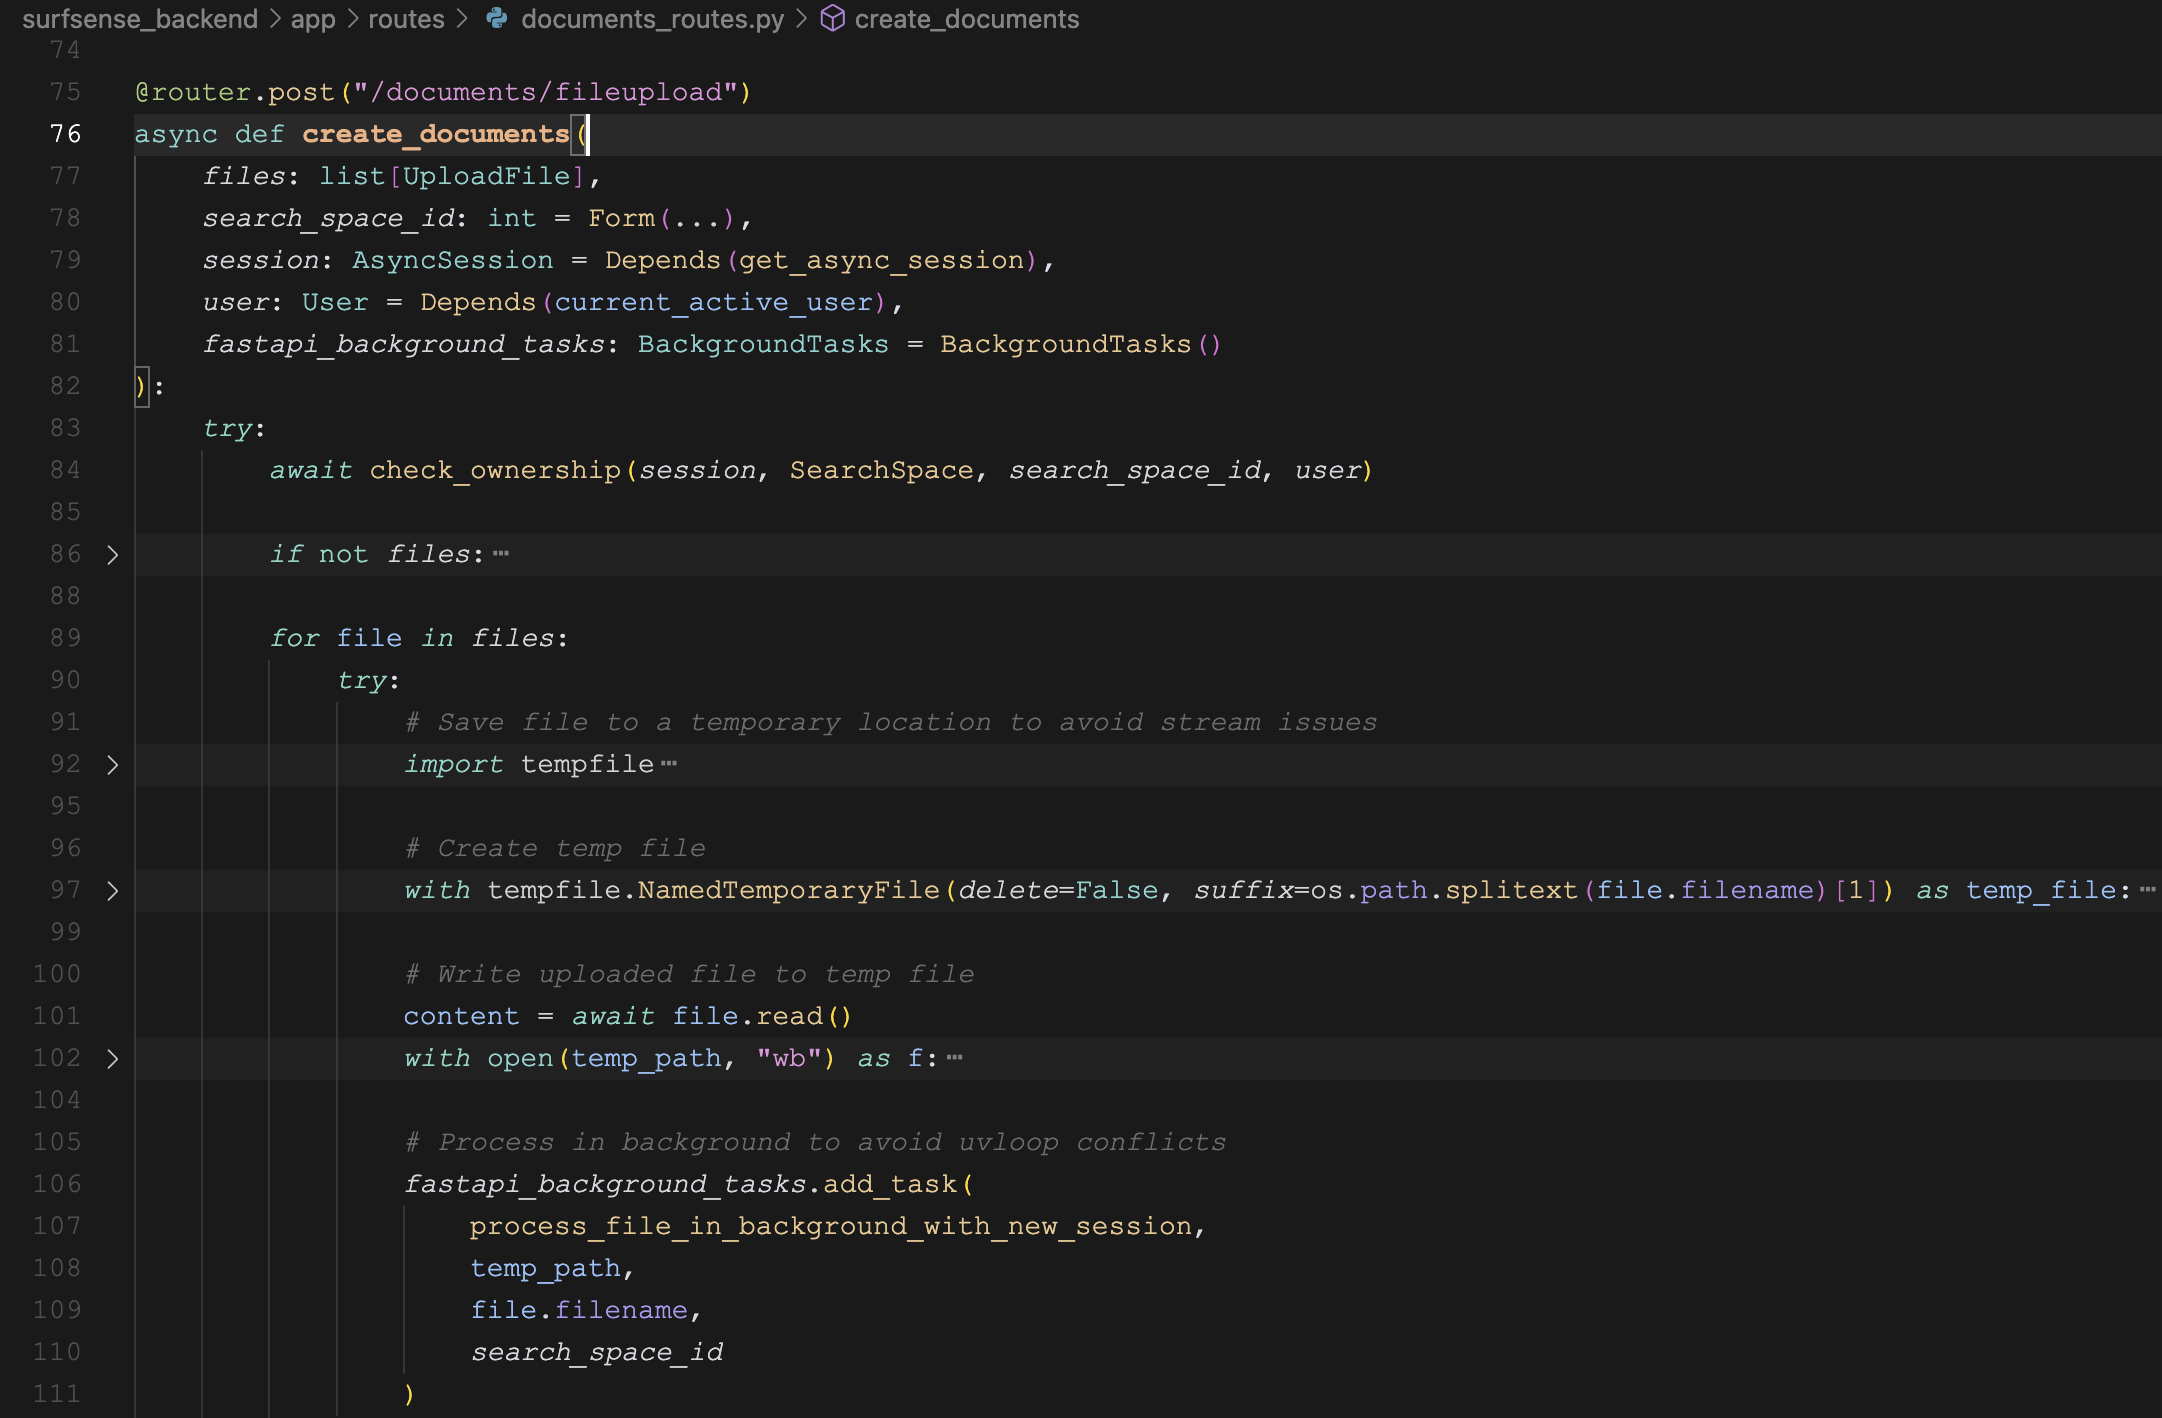 surfsense_backend > app > routes > documents_routes.py > create_documents
74
75 @router.post("/documents/fileupload")
76 async def create_documents(
77     files: list[UploadFile],
78     search_space_id: int = Form(...),
79     session: AsyncSession = Depends(get_async_session),
80     user: User = Depends(current_active_user),
81     fastapi_background_tasks: BackgroundTasks = BackgroundTasks()
82 ):
83     try:
84         await check_ownership(session, SearchSpace, search_space_id, user)
85
86 >         if not files:…
88
89         for file in files:
90             try:
91                 # Save file to a temporary location to avoid stream issues
92 >                 import tempfile…
95
96                 # Create temp file
97 >                 with tempfile.NamedTemporaryFile(delete=False, suffix=os.path.splitext(file.filename)[1]) as temp_file:…
99
100                 # Write uploaded file to temp file
101                 content = await file.read()
102 >                 with open(temp_path, "wb") as f:…
104
105                 # Process in background to avoid uvloop conflicts
106                 fastapi_background_tasks.add_task(
107                     process_file_in_background_with_new_session,
108                     temp_path,
109                     file.filename,
110                     search_space_id
111                 )